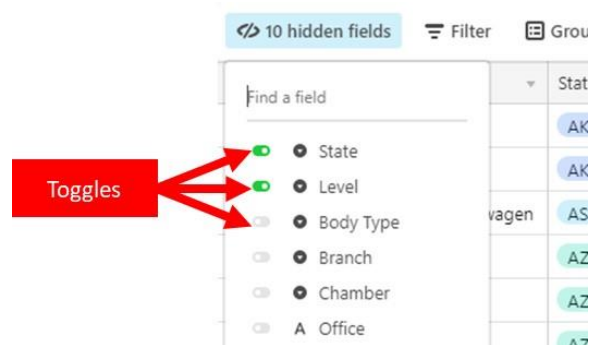 10 hidden fields Filter Grou
Find a field Stat
State AK
Toggles Level AK
Body Type wagen AS
Branch AZ
Chamber AZ
A Office AZ